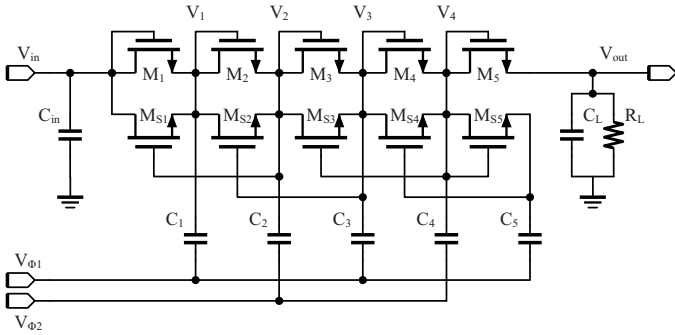 V1 V2 V3 V4
Vin Vout
M1 M2 M3 M4 M5
Cin MS1 MS2 MS3 MS4 MS5 CL RL
C1 C2 C3 C4 C5
VΦ1
VΦ2